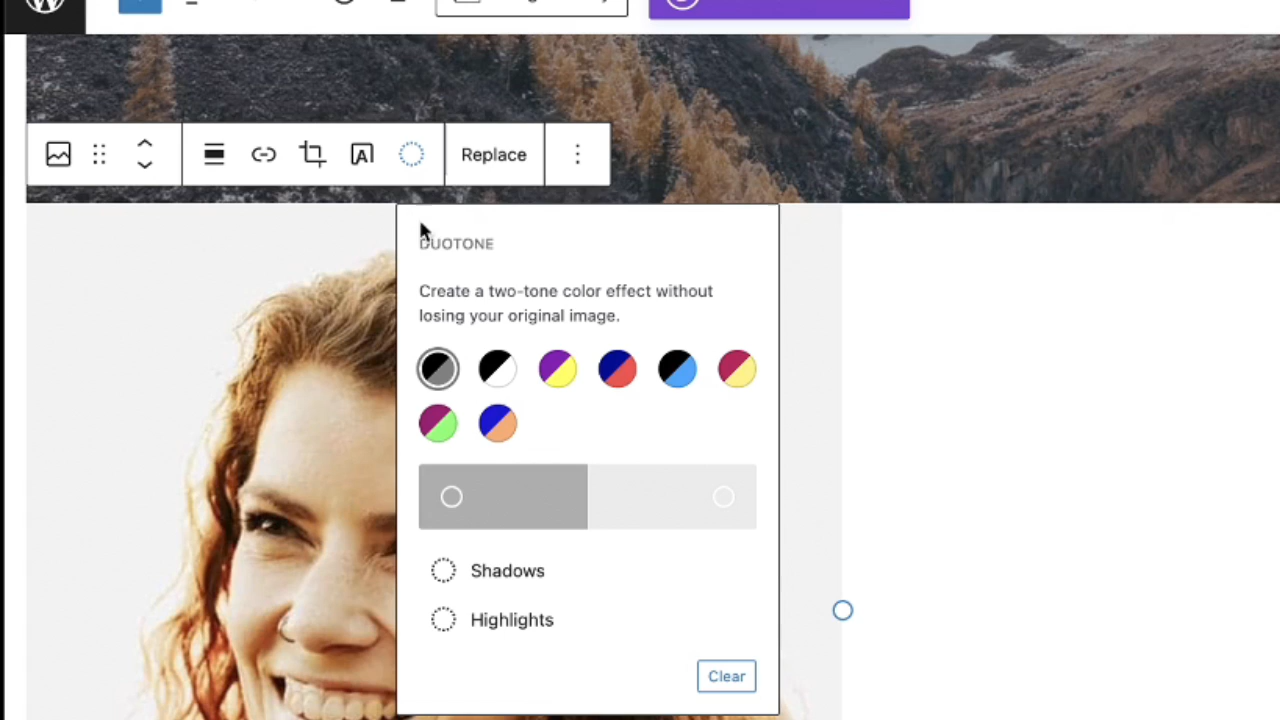 Replace
DUOTONE
Create a two-tone color effect without
losing your original image.
Shadows
Highlights
Clear